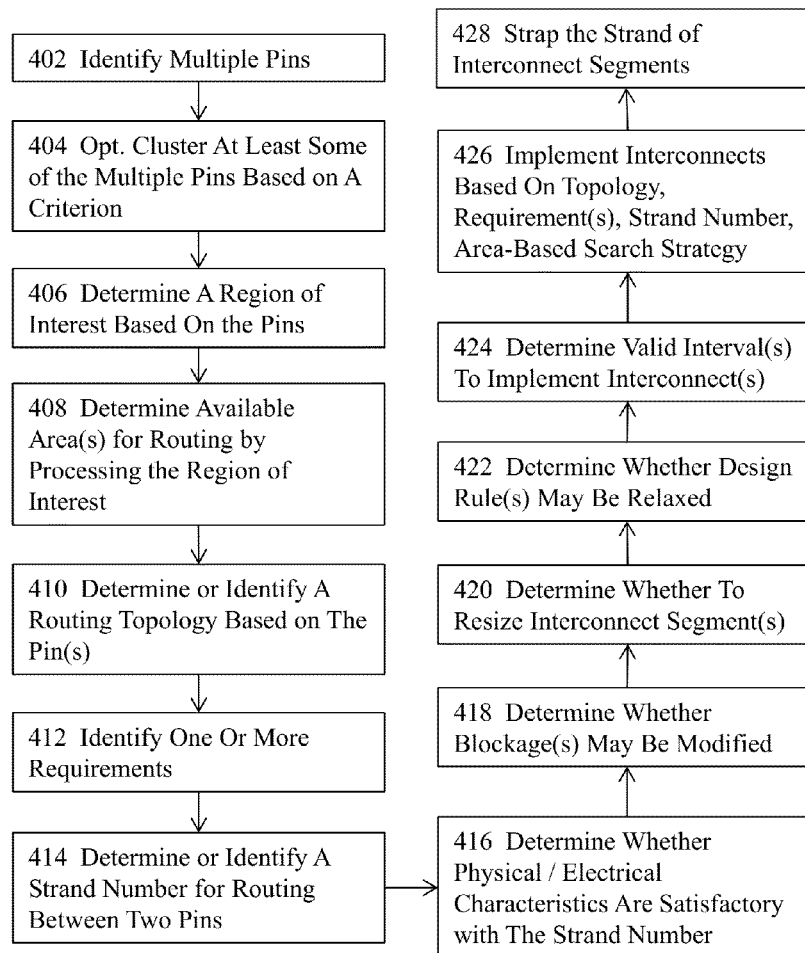 402 Identify Multiple Pins
404 Opt. Cluster At Least Some
of the Multiple Pins Based on A
Criterion
406 Determine A Region of
Interest Based On the Pins
408 Determine Available
Area(s) for Routing by
Processing the Region of
Interest
410 Determine or Identify A
Routing Topology Based on The
Pin(s)
412 Identify One Or More
Requirements
414 Determine or Identify A
Strand Number for Routing
Between Two Pins
416 Determine Whether
Physical / Electrical
Characteristics Are Satisfactory
with The Strand Number
418 Determine Whether
Blockage(s) May Be Modified
420 Determine Whether To
Resize Interconnect Segment(s)
422 Determine Whether Design
Rule(s) May Be Relaxed
424 Determine Valid Interval(s)
To Implement Interconnect(s)
426 Implement Interconnects
Based On Topology,
Requirement(s), Strand Number,
Area-Based Search Strategy
428 Strap the Strand of
Interconnect Segments